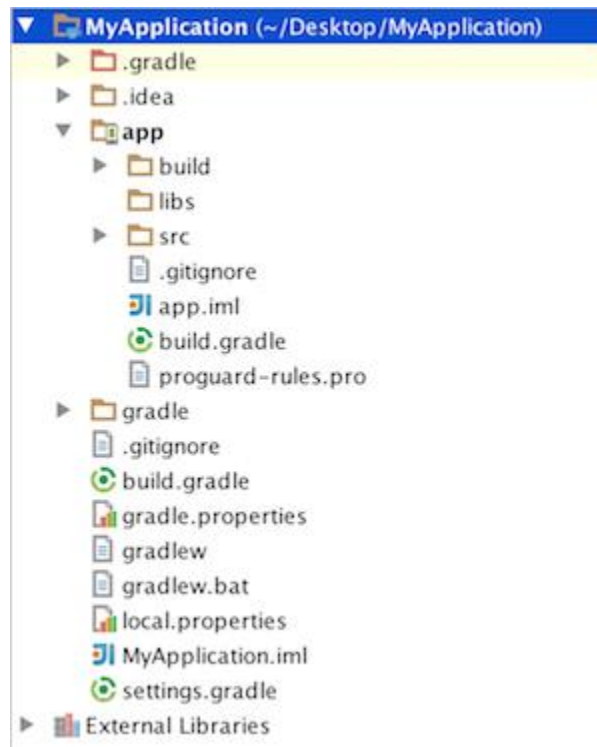 MyApplication (~/Desktop/MyApplication)
.gradle
.idea
app
build
libs
src
.gitignore
app.iml
build.gradle
proguard-rules.pro
gradle
.gitignore
build.gradle
gradle.properties
gradlew
gradlew.bat
local.properties
MyApplication.iml
settings.gradle
External Libraries